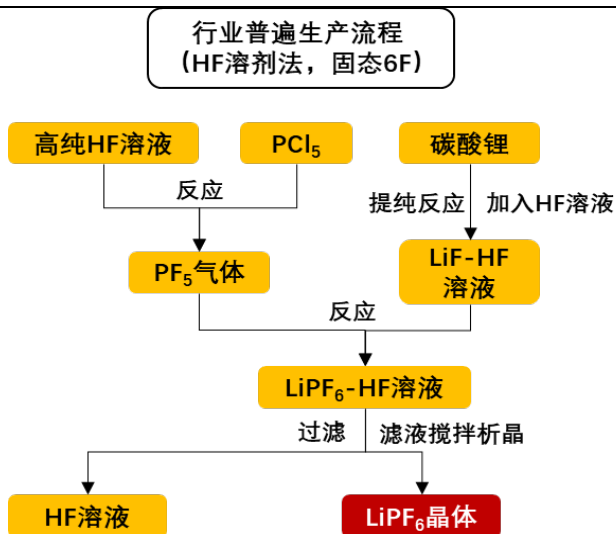 行业普遍生产流程
（HF溶剂法，固态6F）
高纯HF溶液
PCl₅
碳酸锂
反应
提纯反应
加入HF溶液
PF₅气体
LiF-HF
溶液
反应
LiPF₆-HF溶液
过滤
滤液搅拌析晶
HF溶液
LiPF₆晶体